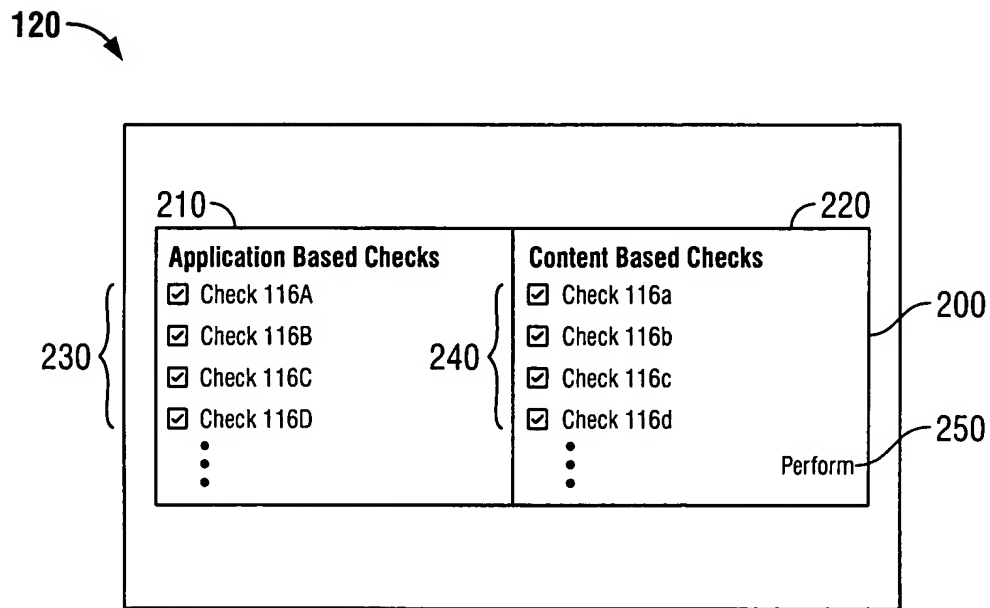 120
210
220
Application Based Checks
Check 116A
Check 116B
Check 116C
Check 116D
230
Content Based Checks
Check 116a
Check 116b
Check 116c
Check 116d
240
Perform
200
250